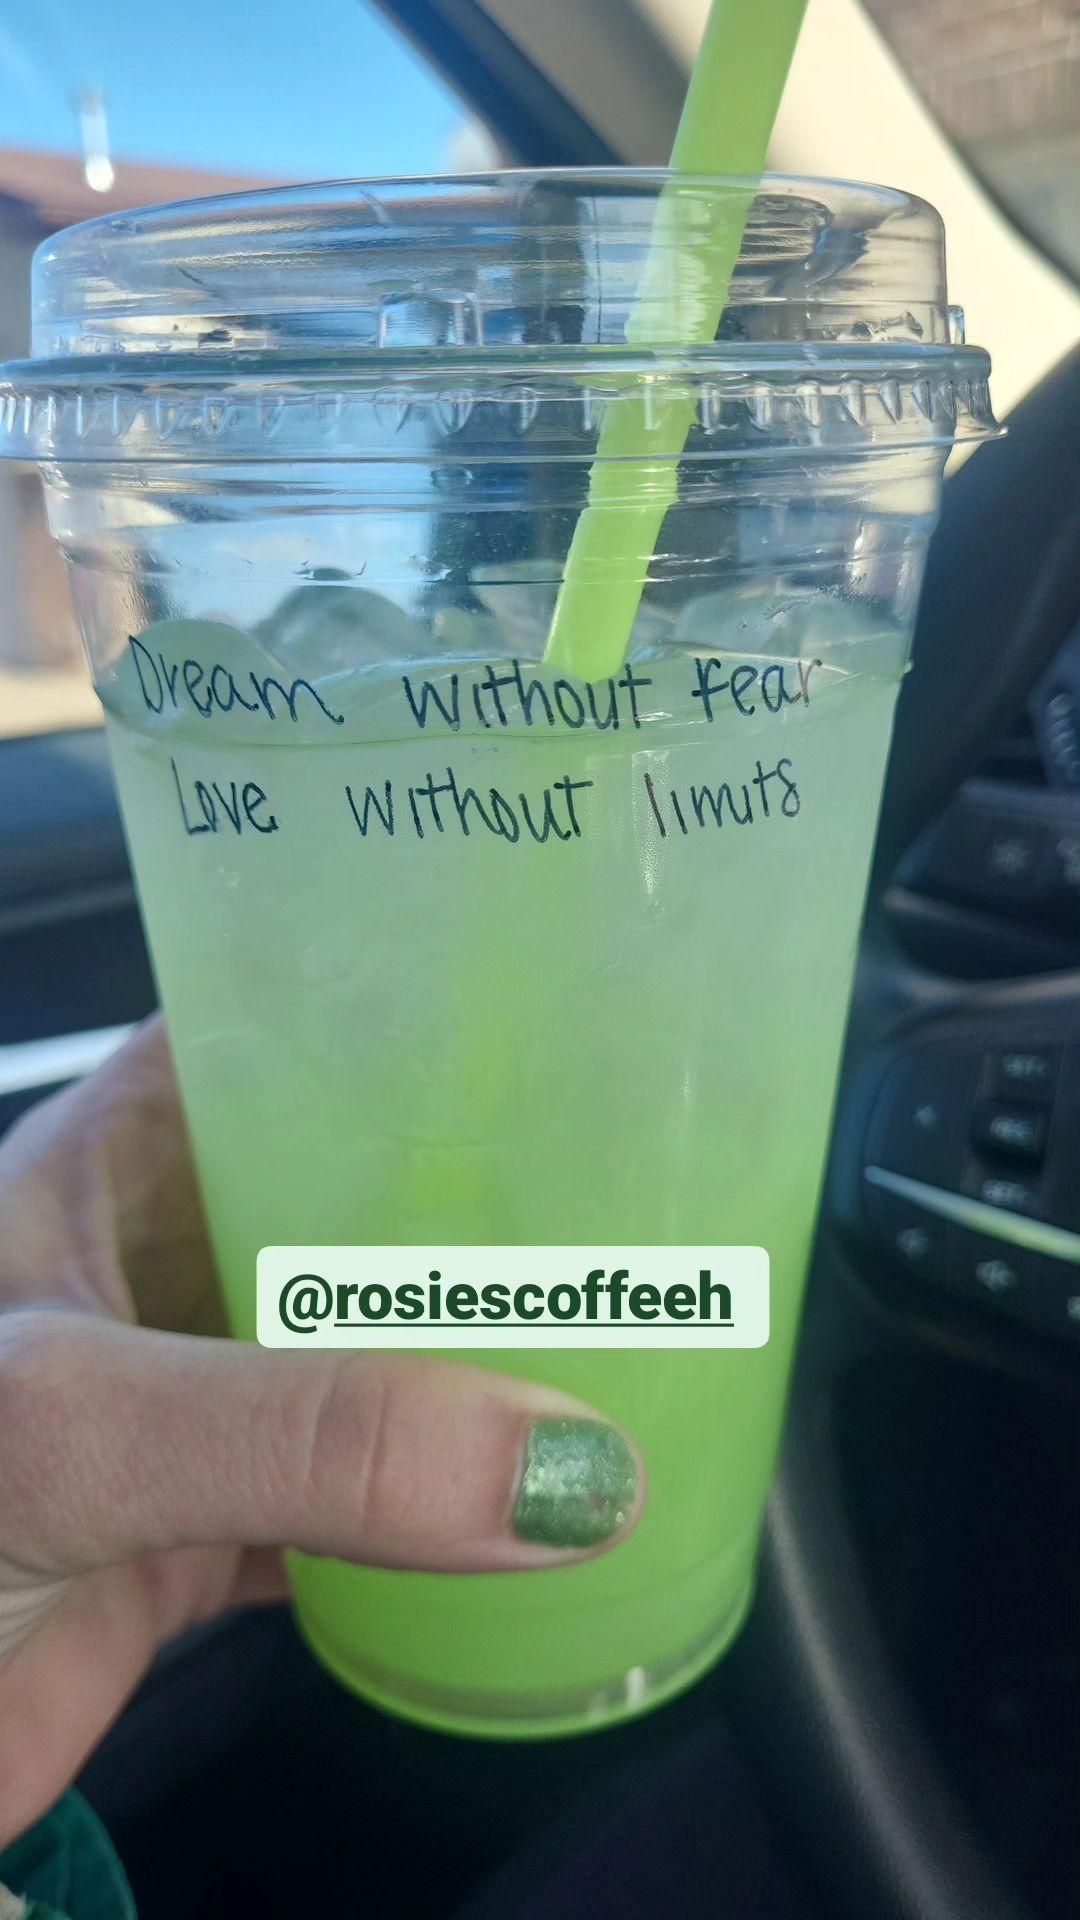 Dream without fear
Love without limits
@rosiescoffeeh